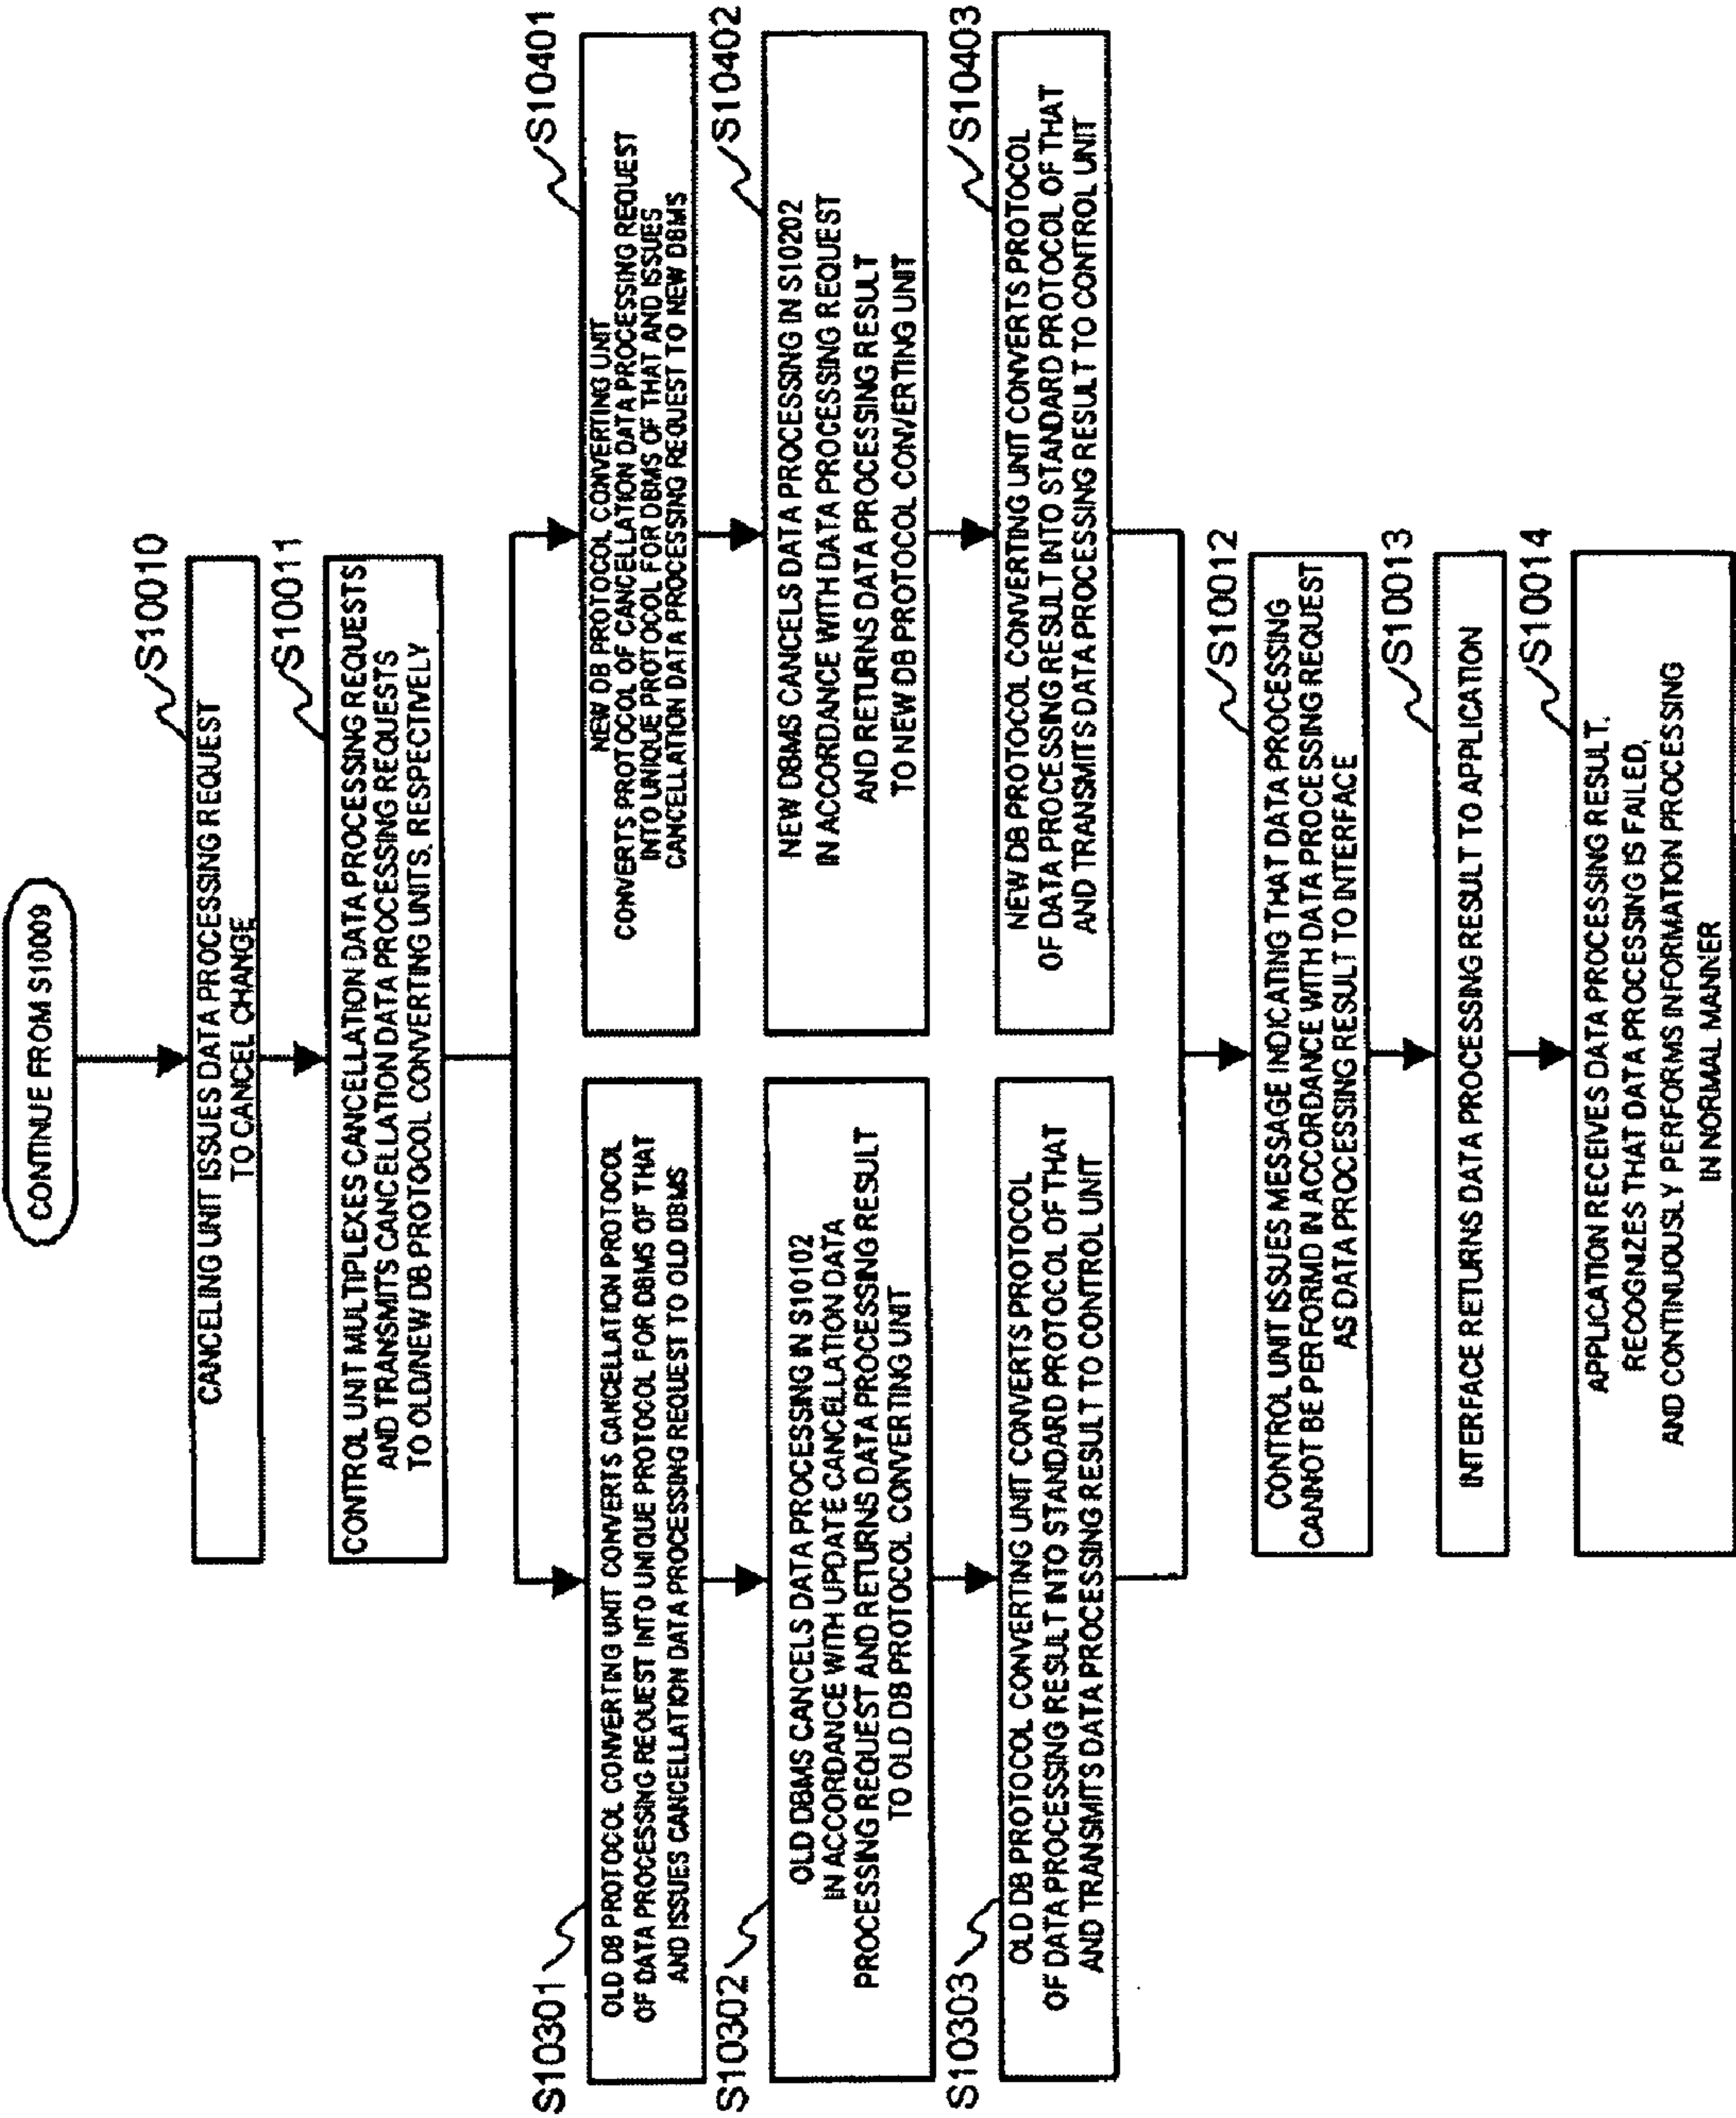 CONTINUE FROM S10009
S10010
CANCELING UNIT ISSUES DATA PROCESSING REQUEST
TO CANCEL CHANGE
S10011
CONTROL UNIT MULTIPLEXES CANCELLATION DATA PROCESSING REQUESTS
AND TRANSMITS CANCELLATION DATA PROCESSING REQUESTS
TO OLD/NEW DB PROTOCOL CONVERTING UNITS, RESPECTIVELY
S10301
OLD DB PROTOCOL CONVERTING UNIT CONVERTS CANCELLATION PROTOCOL
OF DATA PROCESSING REQUEST INTO UNIQUE PROTOCOL FOR DBMS OF THAT
AND ISSUES CANCELLATION DATA PROCESSING REQUEST TO OLD DBMS
S10302
OLD DBMS CANCELS DATA PROCESSING IN S10102
IN ACCORDANCE WITH UPDATE CANCELLATION DATA
PROCESSING REQUEST AND RETURNS DATA PROCESSING RESULT
TO OLD DB PROTOCOL CONVERTING UNIT
S10303
OLD DB PROTOCOL CONVERTING UNIT CONVERTS PROTOCOL
OF DATA PROCESSING RESULT INTO STANDARD PROTOCOL OF THAT
AND TRANSMITS DATA PROCESSING RESULT TO CONTROL UNIT
S10401
NEW DB PROTOCOL CONVERTING UNIT
CONVERTS PROTOCOL OF CANCELLATION DATA PROCESSING REQUEST
INTO UNIQUE PROTOCOL FOR DBMS OF THAT AND ISSUES
CANCELLATION DATA PROCESSING REQUEST TO NEW DBMS
S10402
NEW DBMS CANCELS DATA PROCESSING IN S10202
IN ACCORDANCE WITH DATA PROCESSING REQUEST
AND RETURNS DATA PROCESSING RESULT
TO NEW DB PROTOCOL CONVERTING UNIT
S10403
NEW DB PROTOCOL CONVERTING UNIT CONVERTS PROTOCOL
OF DATA PROCESSING RESULT INTO STANDARD PROTOCOL OF THAT
AND TRANSMITS DATA PROCESSING RESULT TO CONTROL UNIT
S10012
CONTROL UNIT ISSUES MESSAGE INDICATING THAT DATA PROCESSING
CANNOT BE PERFORMD IN ACCORDANCE WITH DATA PROCESSING REQUEST
AS DATA PROCESSING RESULT TO INTERFACE
S10013
INTERFACE RETURNS DATA PROCESSING RESULT TO APPLICATION
S10014
APPLICATION RECEIVES DATA PROCESSING RESULT,
RECOGNIZES THAT DATA PROCESSING IS FAILED,
AND CONTINUOUSLY PERFORMS INFORMATION PROCESSING
IN NORMAL MANNER